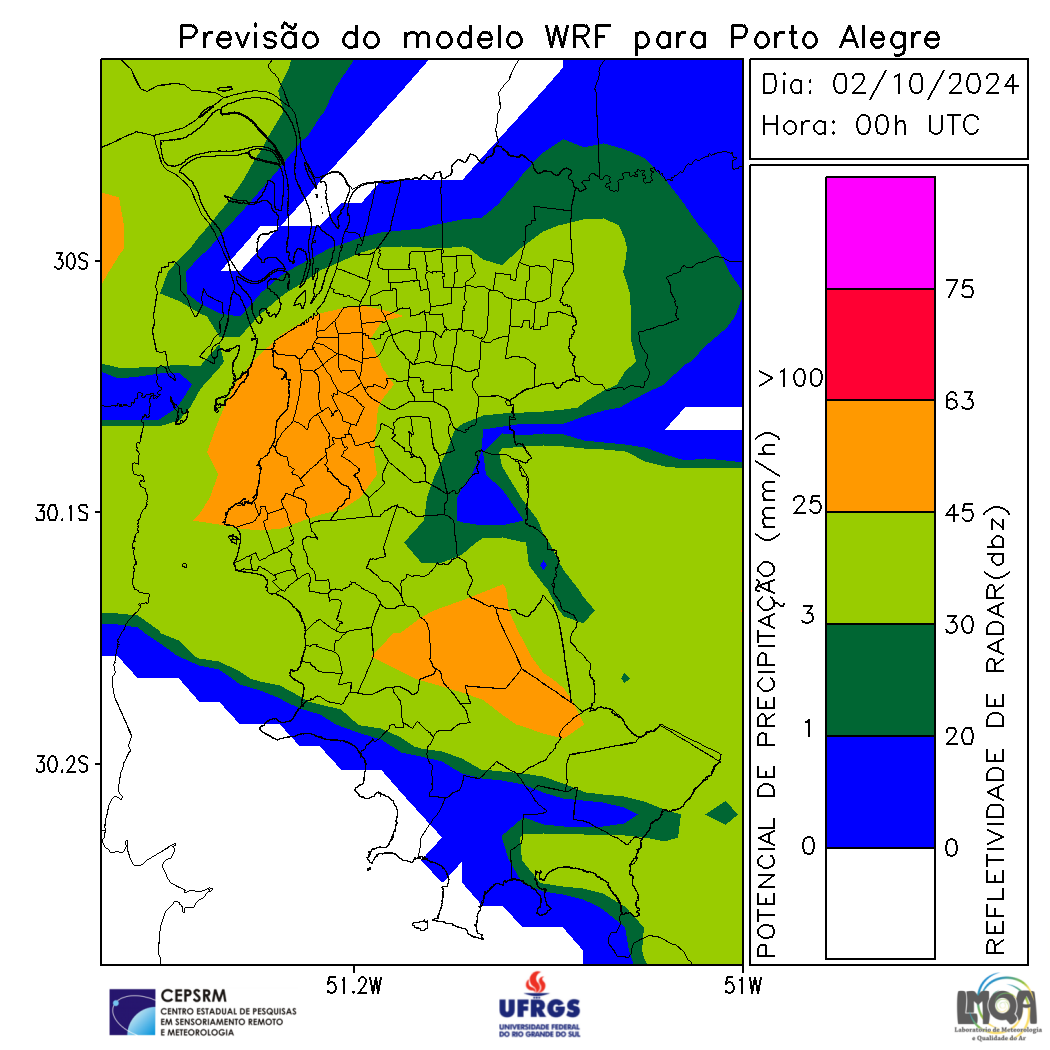 Previsão do modelo WRF para Porto Alegre
Dia: 02/10/2024
Hora: 00h UTC
30S
30.1S
30.2S
51.2W
51W
POTENCIAL DE PRECIPITAÇÃO (mm/h)
>100
25
3
1
0
75
63
45
30
20
0
REFLETIVIDADE DE RADAR(dbz)
CEPSRM
CENTRO ESTADUAL DE PESQUISAS
EM SENSORIAMENTO REMOTO
E METEOROLOGIA
UFRGS
UNIVERSIDADE FEDERAL
DO RIO GRANDE DO SUL
LMQA
Laboratório de Meteorologia
e Qualidade do Ar